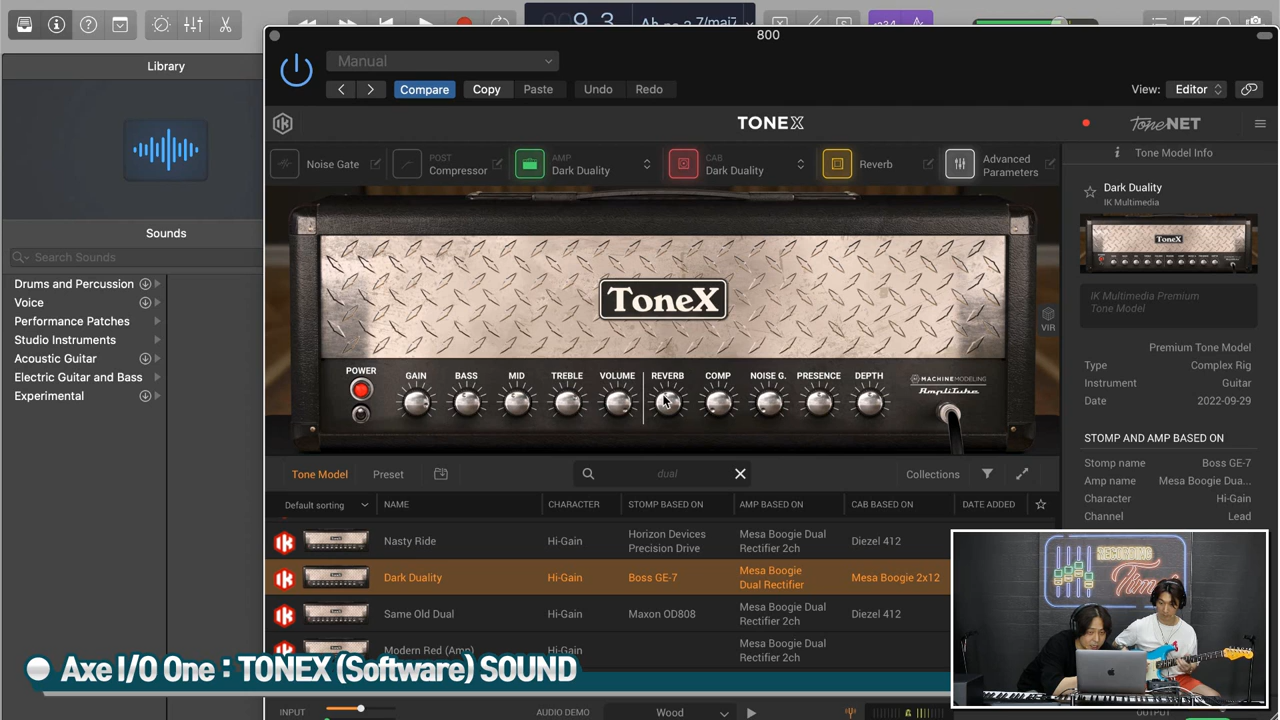 800
Manual
Compare
Copy
Paste
Undo
Redo
View:
Editor
TONEX
ToneNET
Noise Gate
POST
Compressor
AMP
Dark Duality
CAB
Dark Duality
Reverb
Advanced
Parameters
Tone Model Info
Library
Sounds
Search Sounds
Drums and Percussion
Voice
Performance Patches
Studio Instruments
Acoustic Guitar
Electric Guitar and Bass
Experimental
ToneX
POWER
GAIN
BASS
MID
TREBLE
VOLUME
REVERB
COMP
NOISE G.
PRESENCE
DEPTH
MACHINE MODELING
AmpliTube
VIR
Dark Duality
IK Multimedia
ToneX
IK Multimedia Premium
Tone Model
Premium Tone Model
Type Complex Rig
Instrument Guitar
Date 2022-09-29
STOMP AND AMP BASED ON
Stomp name Boss GE-7
Amp name Mesa Boogie Dua...
Character Hi-Gain
Channel Lead
Tone Model
Preset
dual
Collections
Default sorting
NAME
CHARACTER
STOMP BASED ON
AMP BASED ON
CAB BASED ON
DATE ADDED
Nasty Ride
Hi-Gain
Horizon Devices
Precision Drive
Mesa Boogie Dual
Rectifier 2ch
Diezel 412
Dark Duality
Hi-Gain
Boss GE-7
Mesa Boogie
Dual Rectifier
Mesa Boogie 2x12
Same Old Dual
Hi-Gain
Maxon OD808
Mesa Boogie Dual
Rectifier 2ch
Diezel 412
Modern Red (Amp)
Mesa Boogie Dual
Rectifier 2ch
Axe I/O One : TONEX (Software) SOUND
RECORDING
Time
INPUT
AUDIO DEMO
Wood
OUTPUT